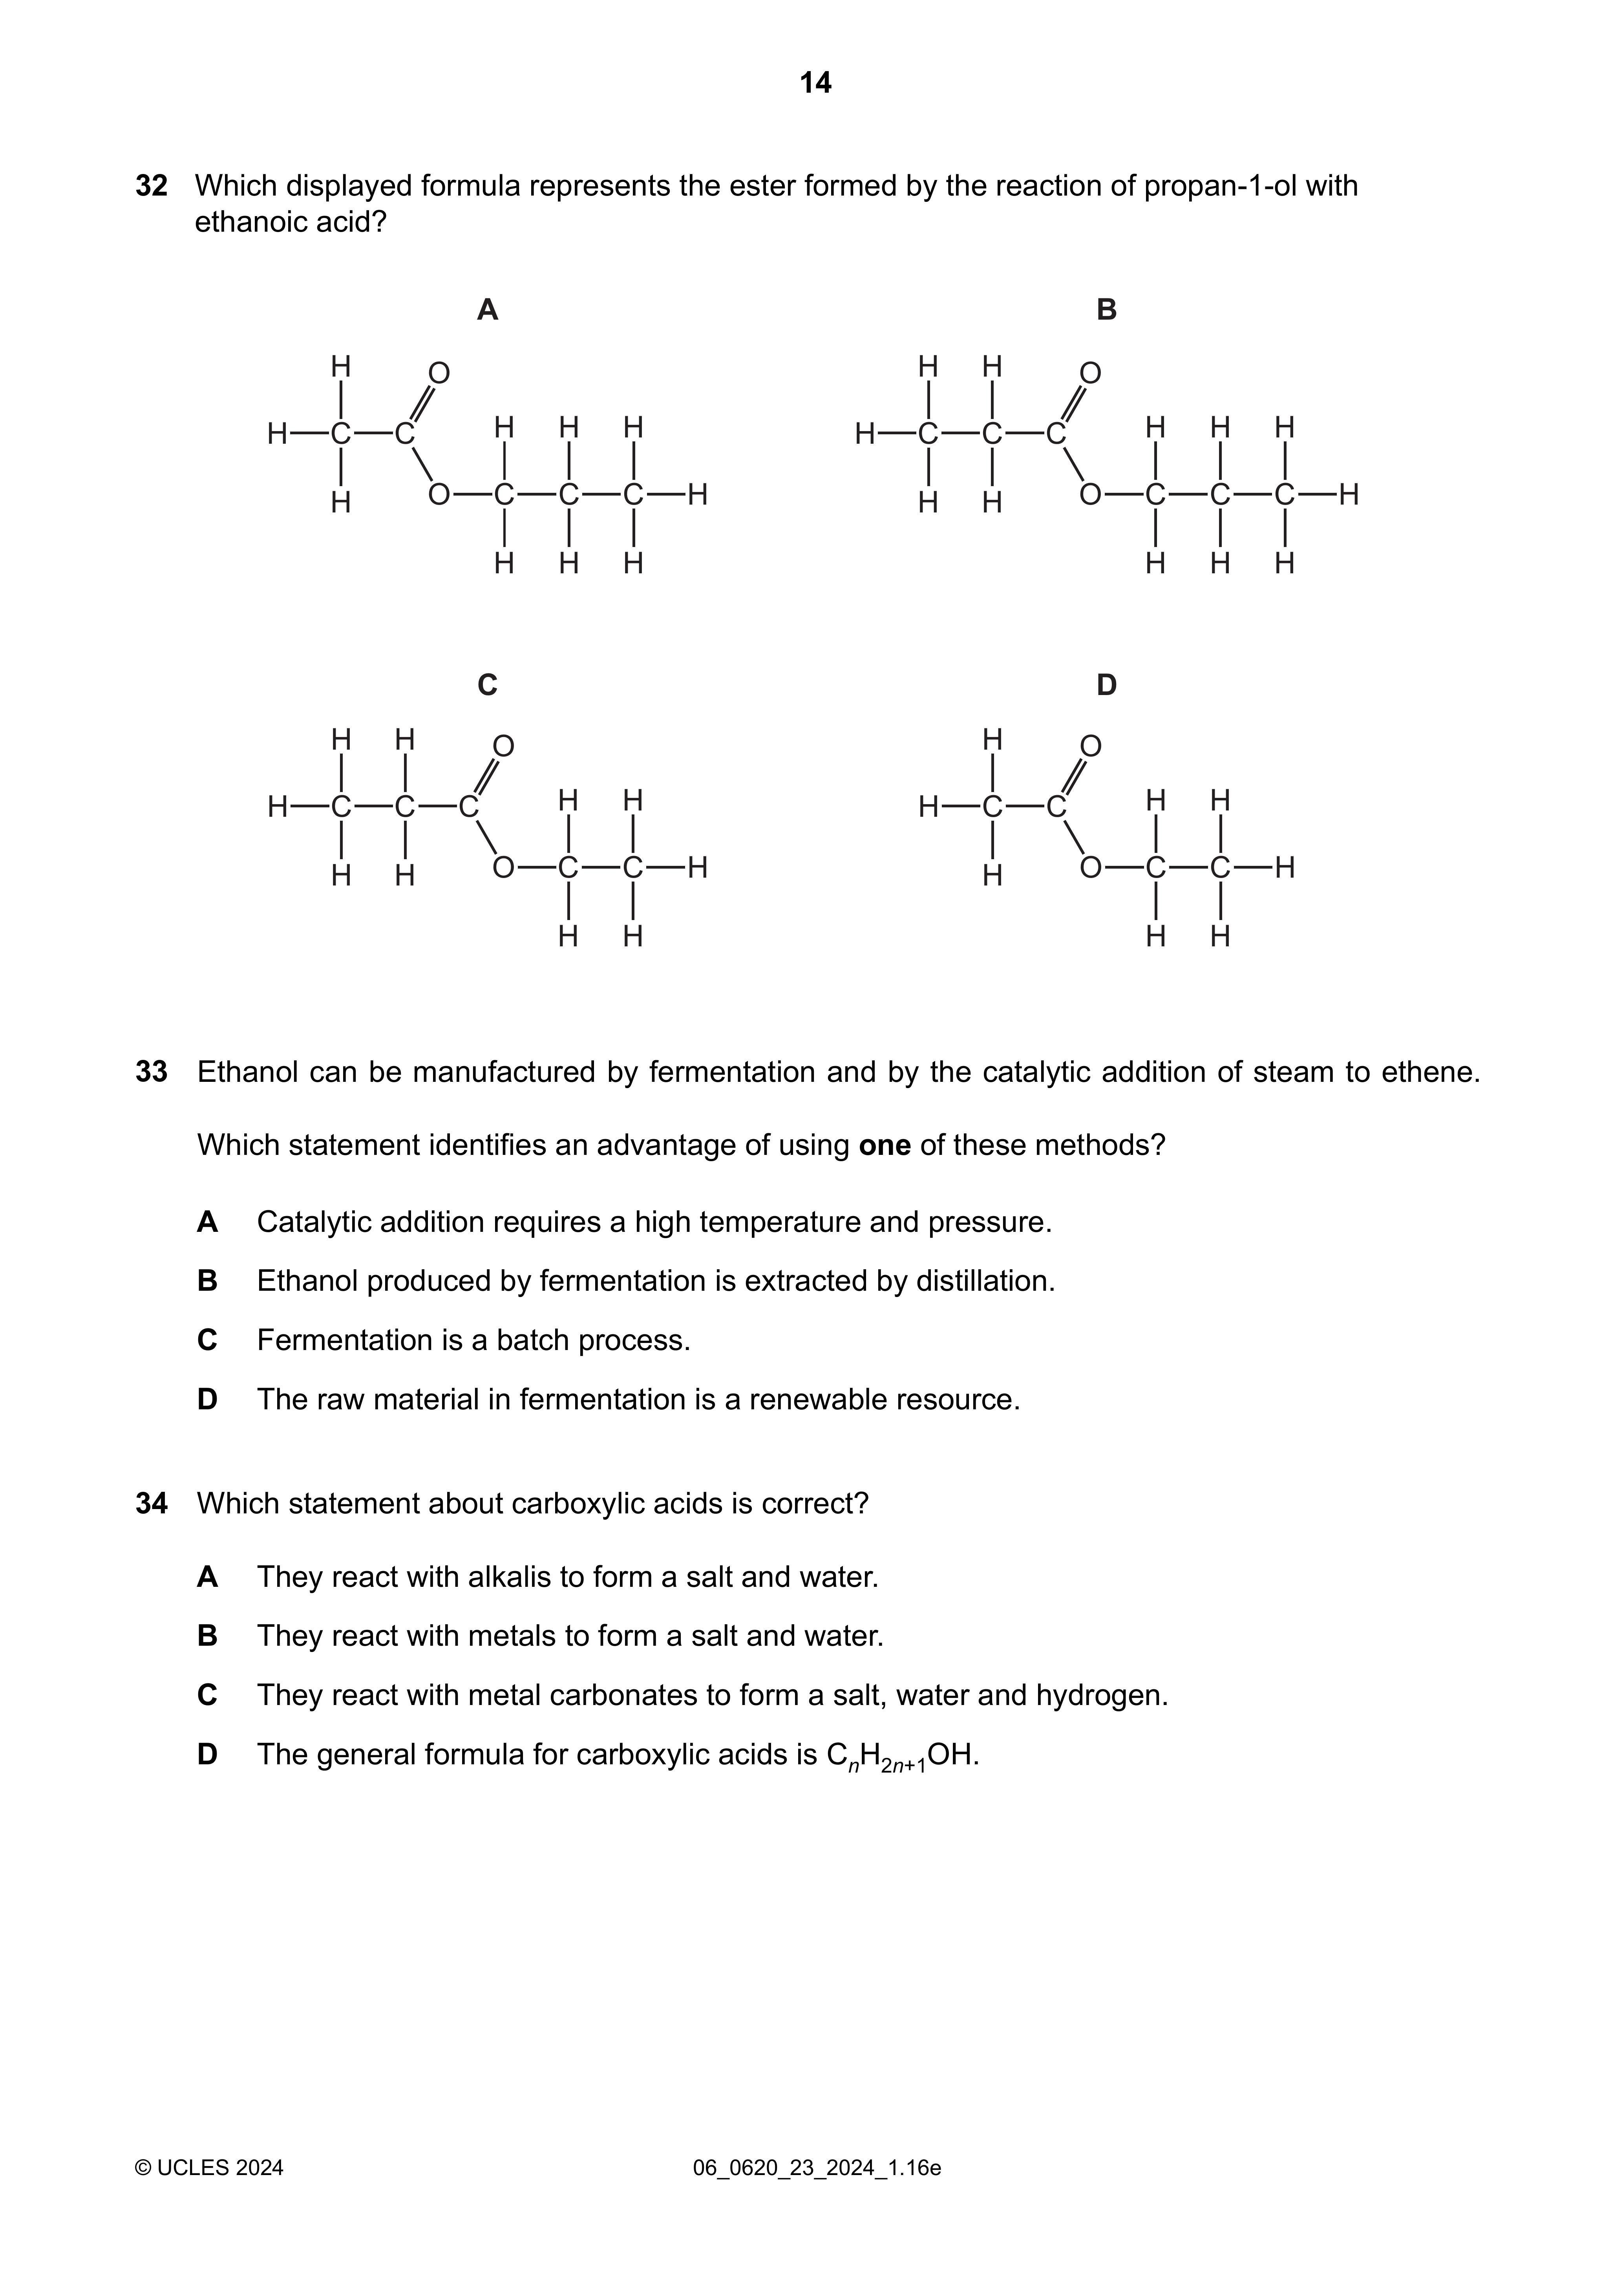 14
32 Which displayed formula represents the ester formed by the reaction of propan-1-ol with
ethanoic acid?
A B
H O H H O
H C C H H H H C C C H H H
H O C C C H H H O C C C H
H H H H H H
C D
H H O H O
H C C C H H H C C H H
H H O C C H H O C C H
H H H H
33 Ethanol can be manufactured by fermentation and by the catalytic addition of steam to ethene.
Which statement identifies an advantage of using one of these methods?
A Catalytic addition requires a high temperature and pressure.
B Ethanol produced by fermentation is extracted by distillation.
C Fermentation is a batch process.
D The raw material in fermentation is a renewable resource.
34 Which statement about carboxylic acids is correct?
A They react with alkalis to form a salt and water.
B They react with metals to form a salt and water.
C They react with metal carbonates to form a salt, water and hydrogen.
D The general formula for carboxylic acids is CnH2n+1OH.
© UCLES 2024 06_0620_23_2024_1.16e